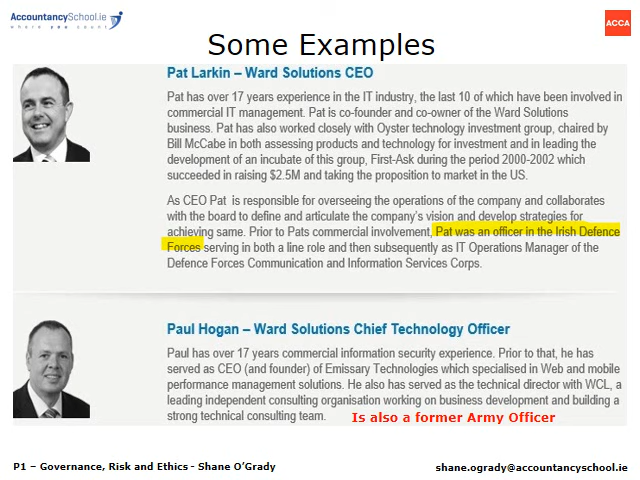 AccountancySchool.ie
where you count
ACCA
Some Examples
Pat Larkin – Ward Solutions CEO
Pat has over 17 years experience in the IT industry, the last 10 of which have been involved in
commercial IT management. Pat is co-founder and co-owner of the Ward Solutions
business. Pat has also worked closely with Oyster technology investment group, chaired by
Bill McCabe in both assessing products and technology for investment and in leading the
development of an incubate of this group, First-Ask during the period 2000-2002 which
succeeded in raising $2.5M and taking the proposition to market in the US.
As CEO Pat is responsible for overseeing the operations of the company and collaborates
with the board to define and articulate the company's vision and develop strategies for
achieving same. Prior to Pats commercial involvement, Pat was an officer in the Irish Defence
Forces serving in both a line role and then subsequently as IT Operations Manager of the
Defence Forces Communication and Information Services Corps.
Paul Hogan – Ward Solutions Chief Technology Officer
Paul has over 17 years commercial information security experience. Prior to that, he has
served as CEO (and founder) of Emissary Technologies which specialised in Web and mobile
performance management solutions. He also has served as the technical director with WCL, a
leading independent consulting organisation working on business development and building a
strong technical consulting team. Is also a former Army Officer
P1 – Governance, Risk and Ethics - Shane O'Grady
shane.ogrady@accountancyschool.ie